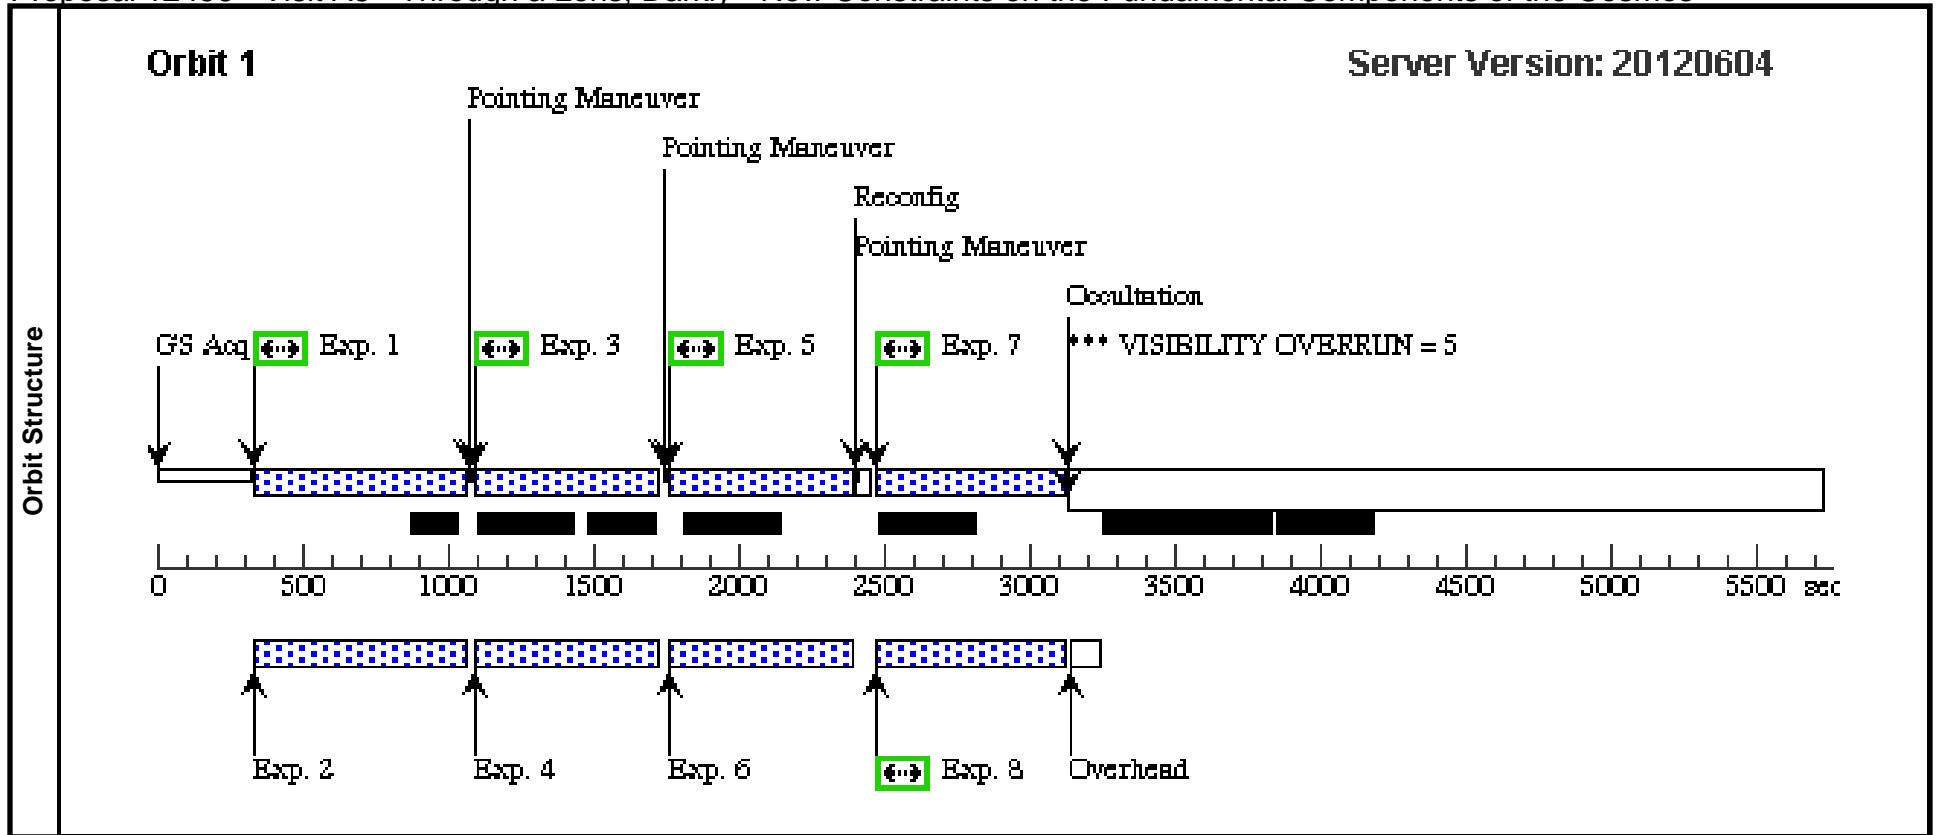 Orbit 1
Server Version: 20120604
Pointing Maneuver
Pointing Maneuver
Reconfig
Pointing Maneuver
Occultation
GS Acq
Exp. 1
Exp. 3
Exp. 5
Exp. 7
*** VISIBILITY OVERRUN = 5
Orbit Structure
0 500 1000 1500 2000 2500 3000 3500 4000 4500 5000 5500 sec
Exp. 2
Exp. 4
Exp. 6
Exp. 8
Overhead